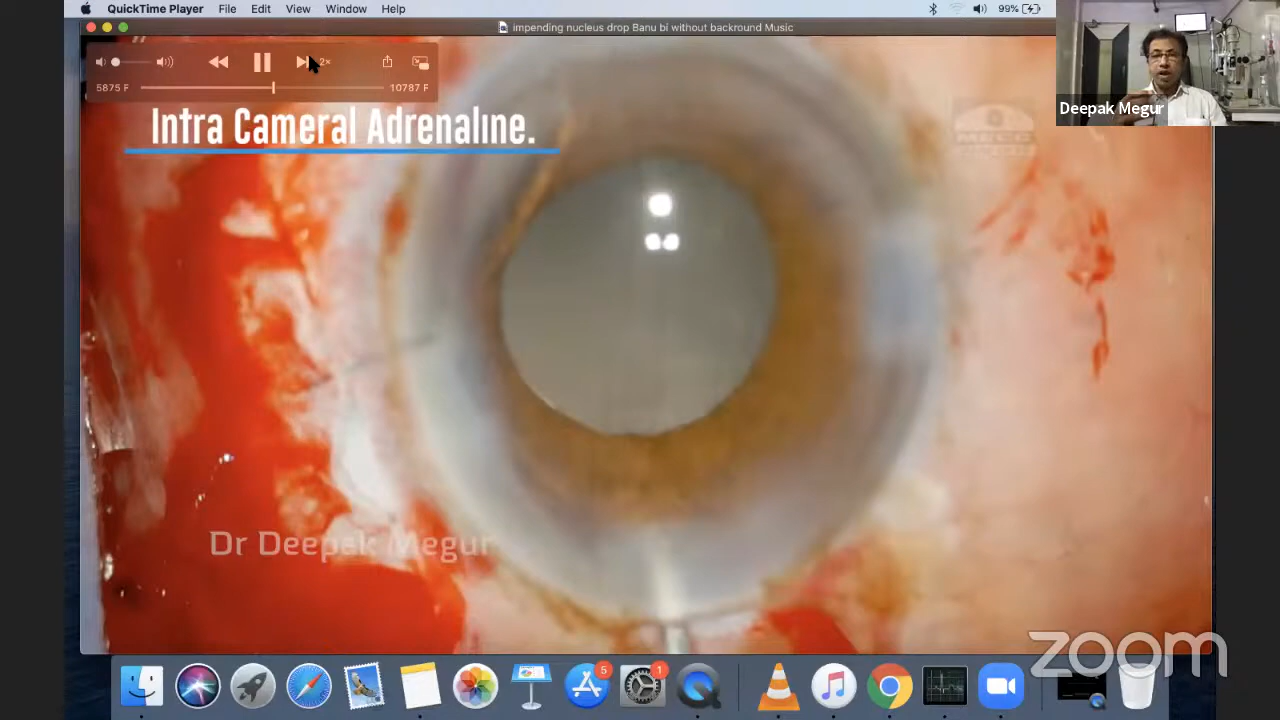 QuickTime Player File Edit View Window Help 99%
impending nucleus drop Banu bi without backround Music
2×
5875 F 10787 F
Deepak Megur
Intra Cameral Adrenaline.
Dr Deepak Megur
5
1
zoom